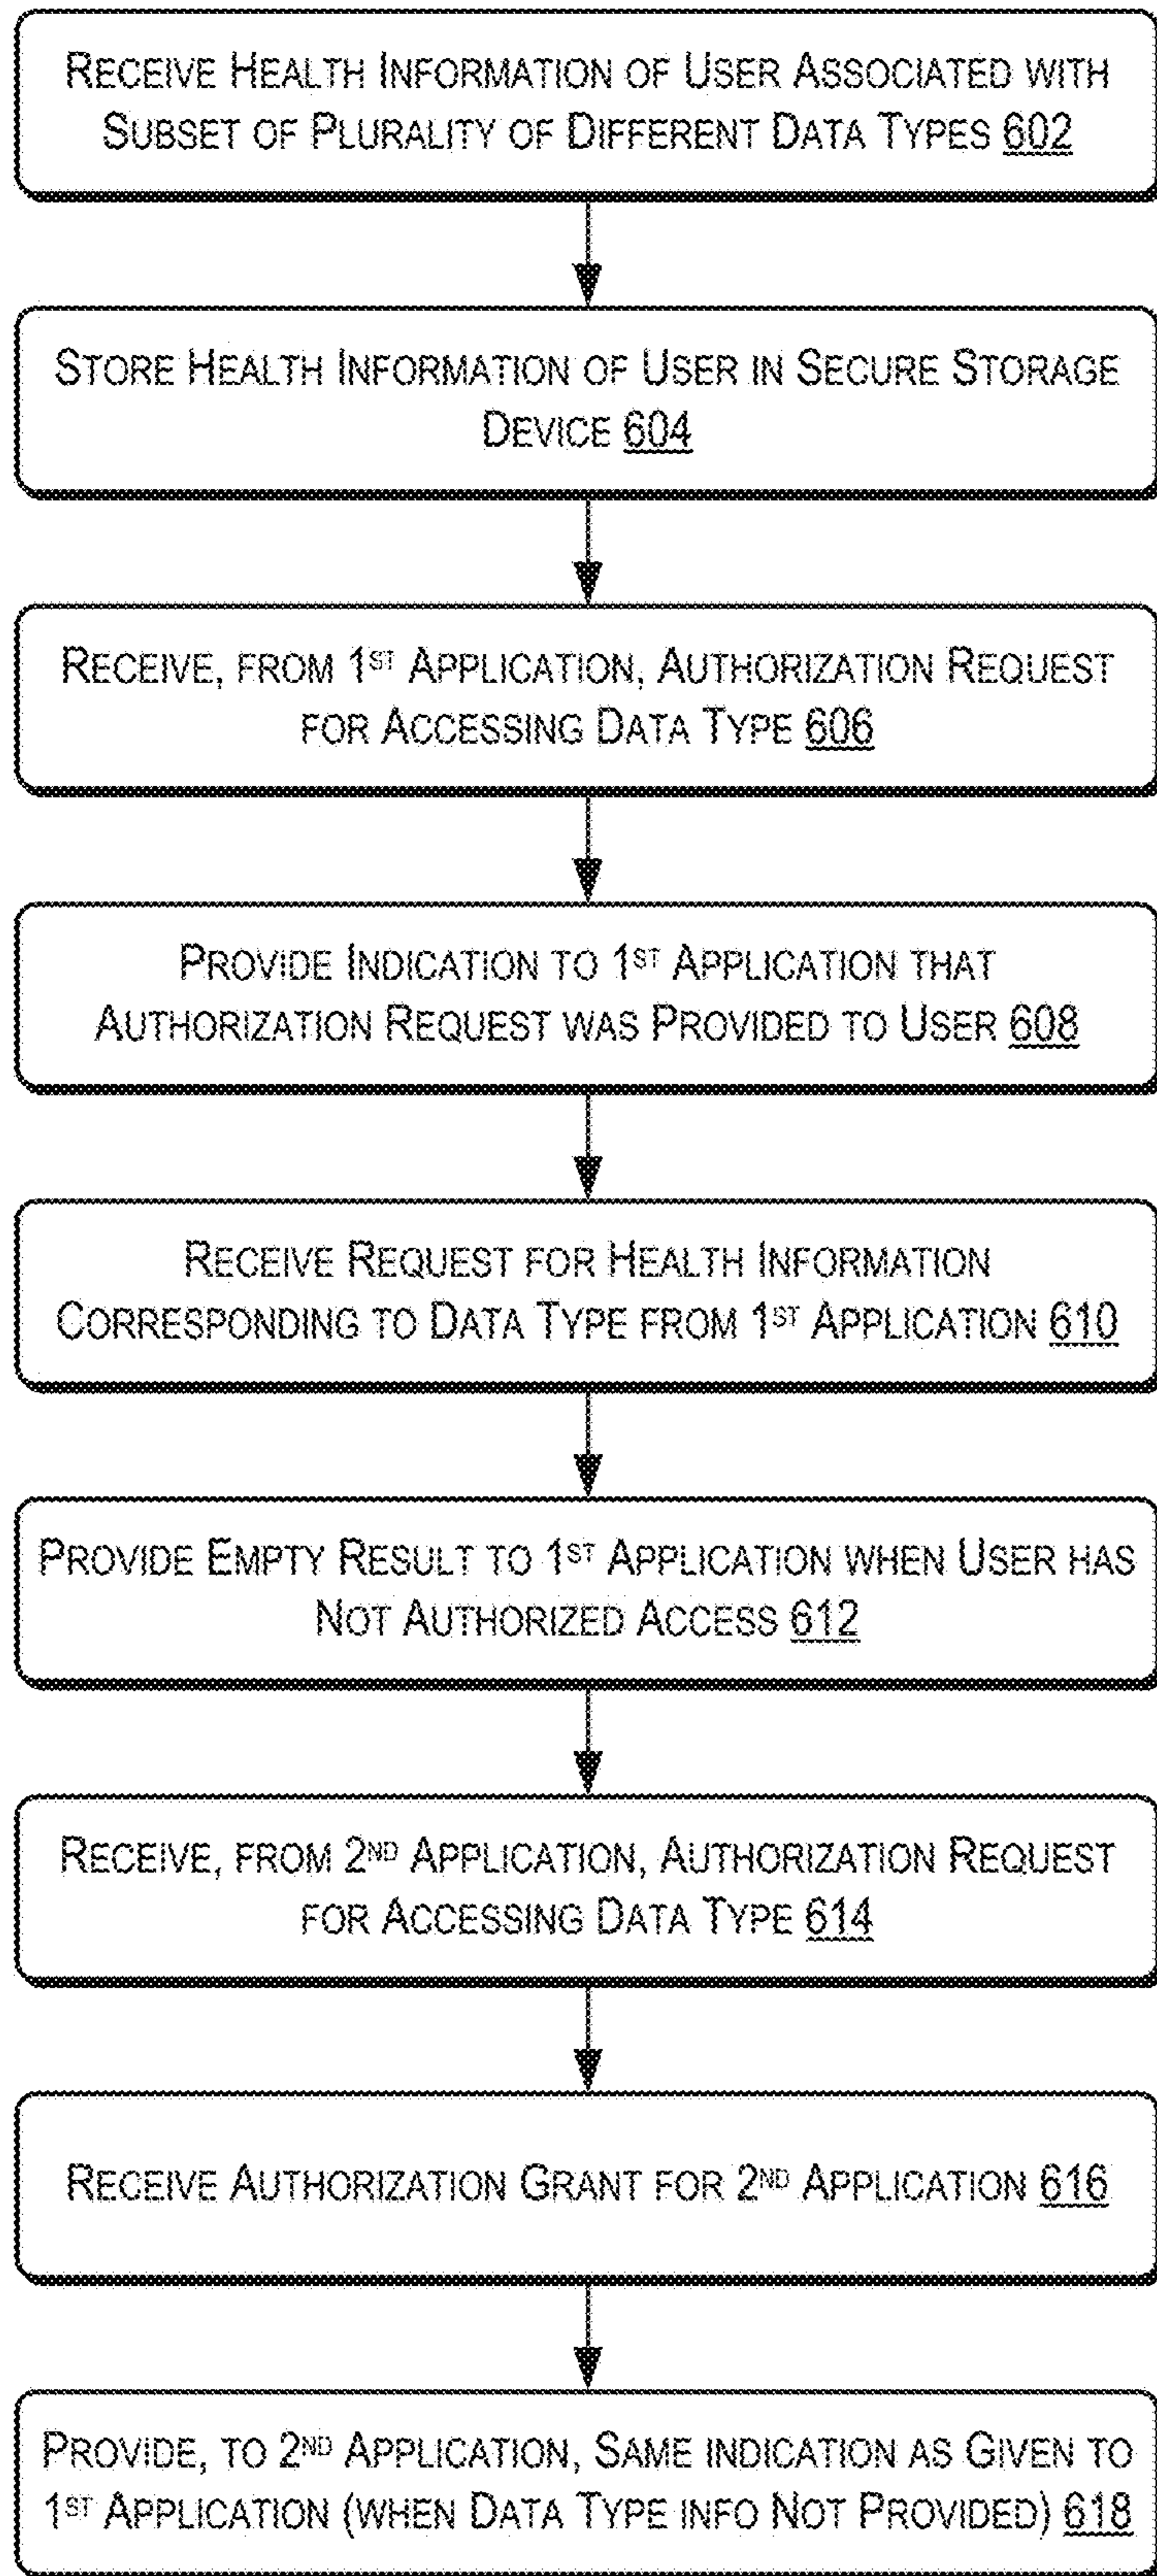 RECEIVE HEALTH INFORMATION OF USER ASSOCIATED WITH
SUBSET OF PLURALITY OF DIFFERENT DATA TYPES 602
STORE HEALTH INFORMATION OF USER IN SECURE STORAGE
DEVICE 604
RECEIVE, FROM 1ST APPLICATION, AUTHORIZATION REQUEST
FOR ACCESSING DATA TYPE 606
PROVIDE INDICATION TO 1ST APPLICATION THAT
AUTHORIZATION REQUEST WAS PROVIDED TO USER 608
RECEIVE REQUEST FOR HEALTH INFORMATION
CORRESPONDING TO DATA TYPE FROM 1ST APPLICATION 610
PROVIDE EMPTY RESULT TO 1ST APPLICATION WHEN USER HAS
NOT AUTHORIZED ACCESS 612
RECEIVE, FROM 2ND APPLICATION, AUTHORIZATION REQUEST
FOR ACCESSING DATA TYPE 614
RECEIVE AUTHORIZATION GRANT FOR 2ND APPLICATION 616
PROVIDE, TO 2ND APPLICATION, SAME INDICATION AS GIVEN TO
1ST APPLICATION (WHEN DATA TYPE INFO NOT PROVIDED) 618